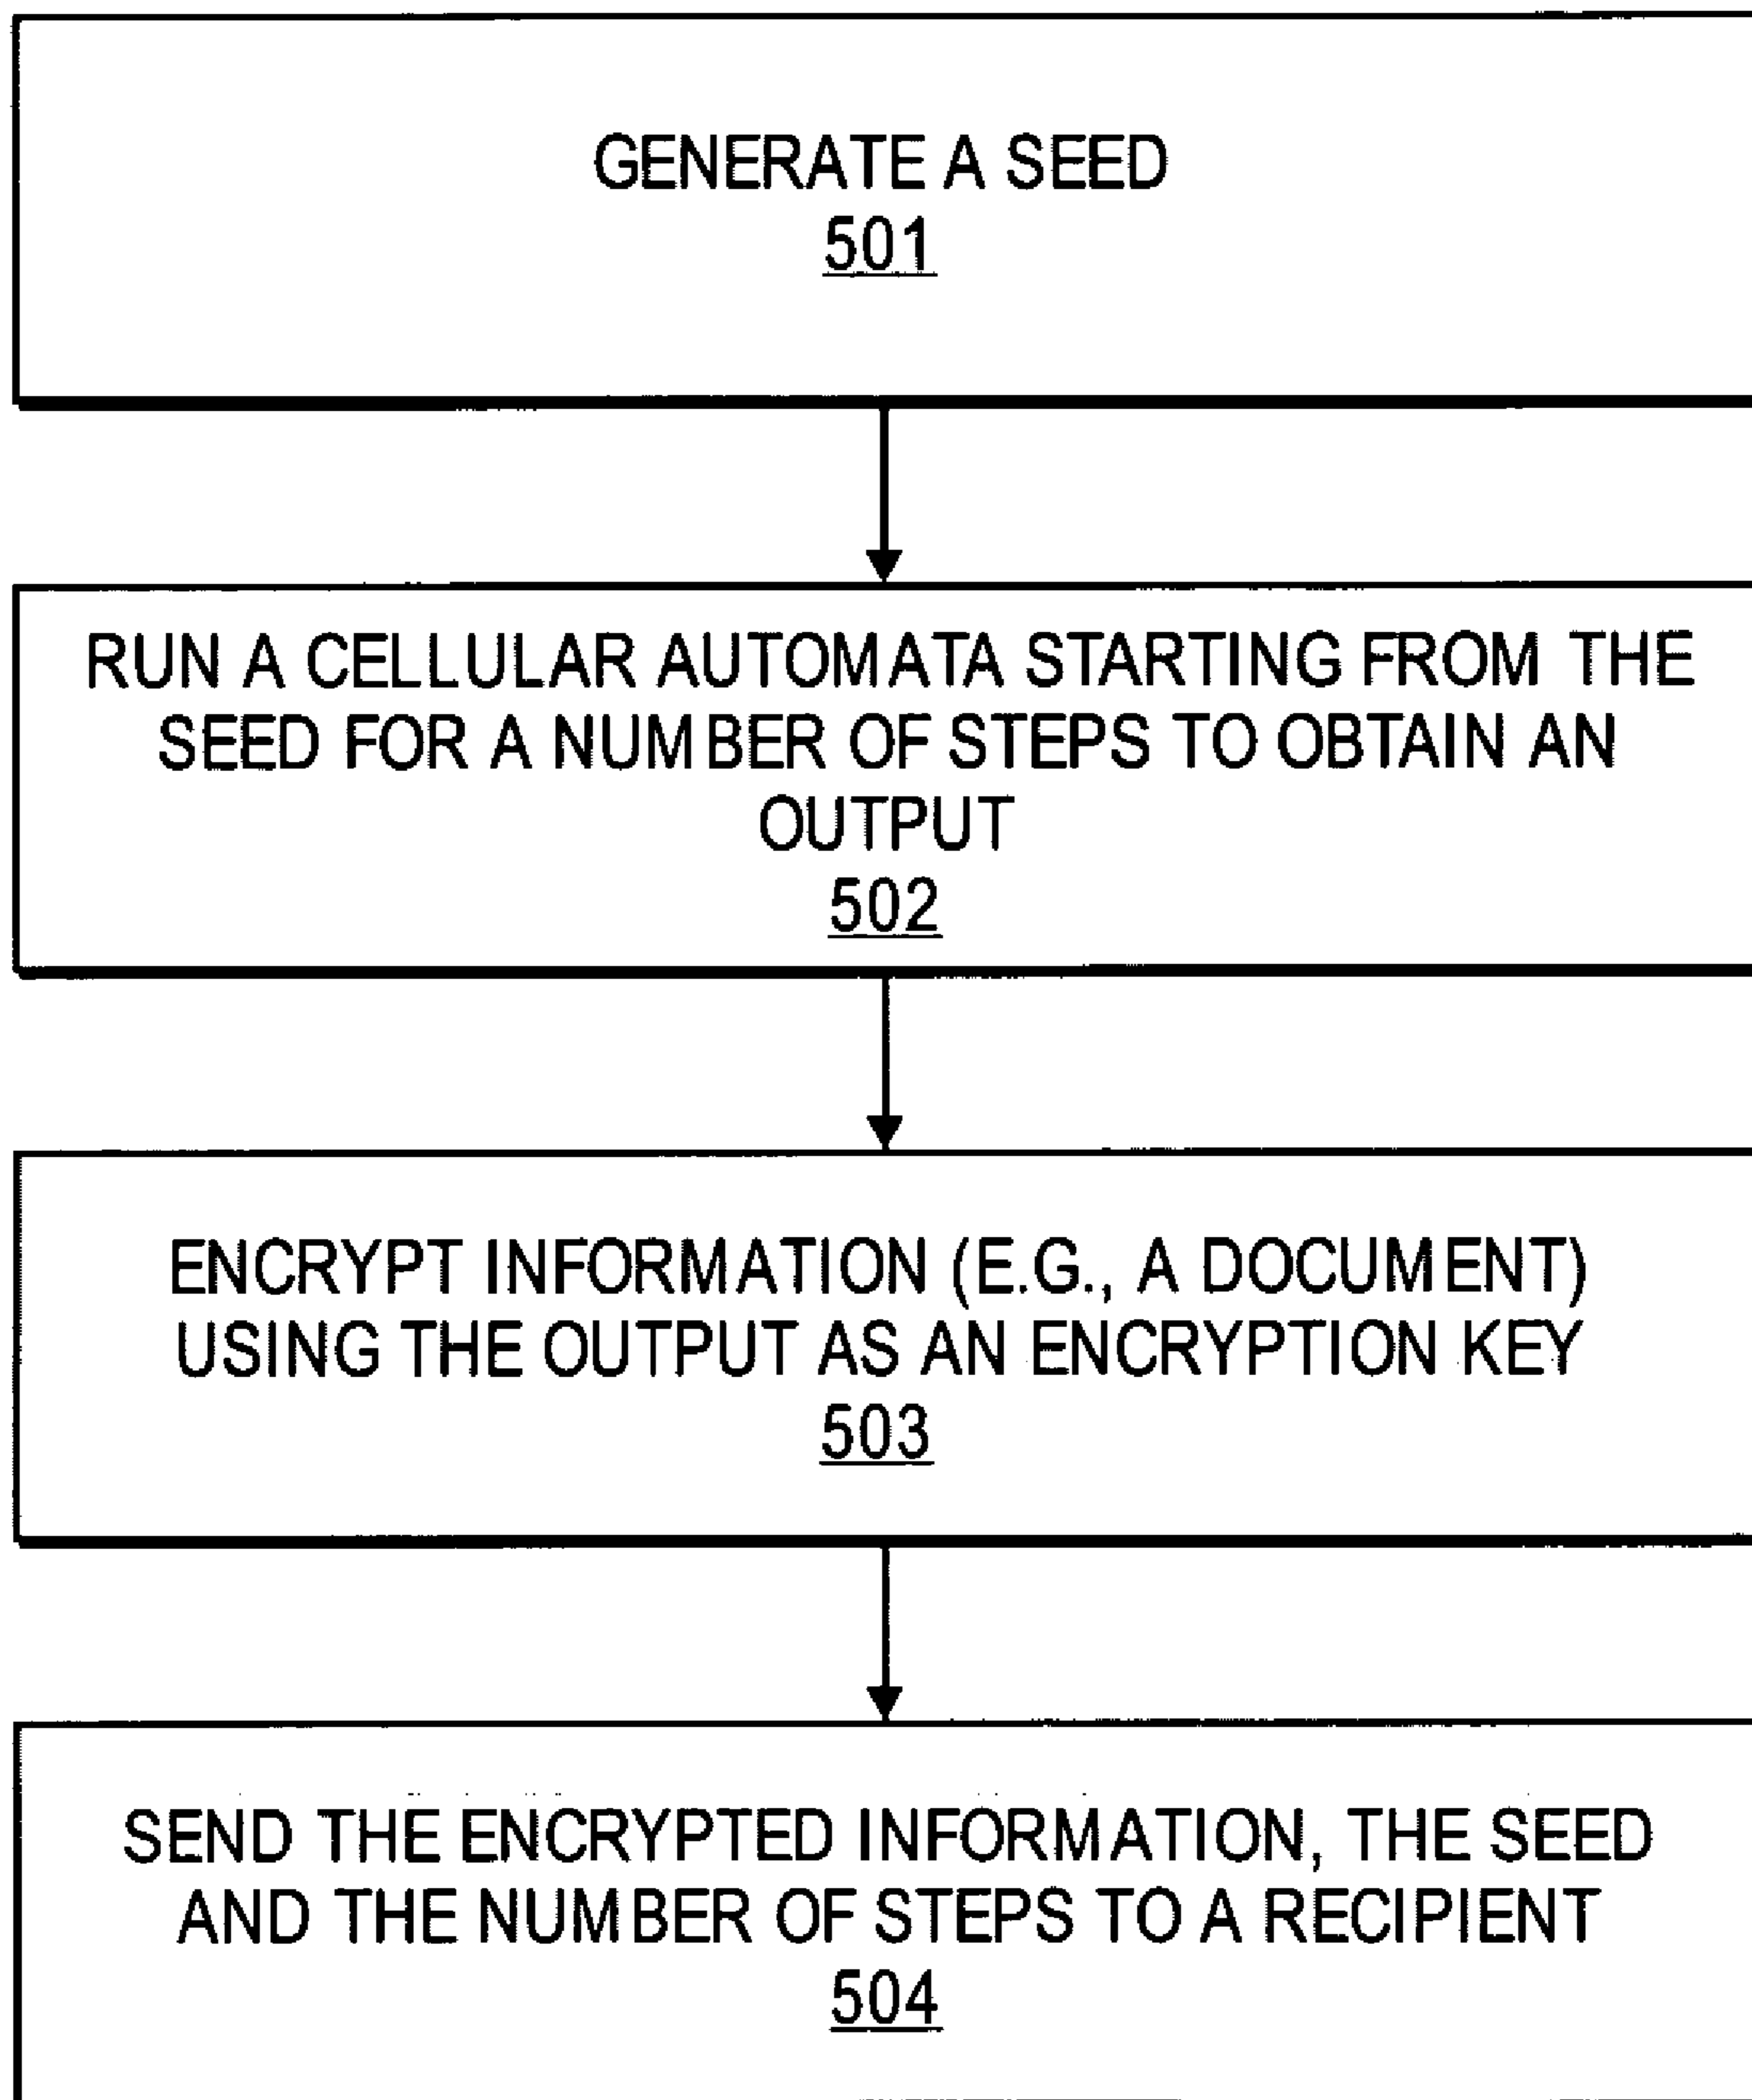 GENERATE A SEED
501
RUN A CELLULAR AUTOMATA STARTING FROM THE
SEED FOR A NUMBER OF STEPS TO OBTAIN AN
OUTPUT
502
ENCRYPT INFORMATION (E.G., A DOCUMENT)
USING THE OUTPUT AS AN ENCRYPTION KEY
503
SEND THE ENCRYPTED INFORMATION, THE SEED
AND THE NUMBER OF STEPS TO A RECIPIENT
504